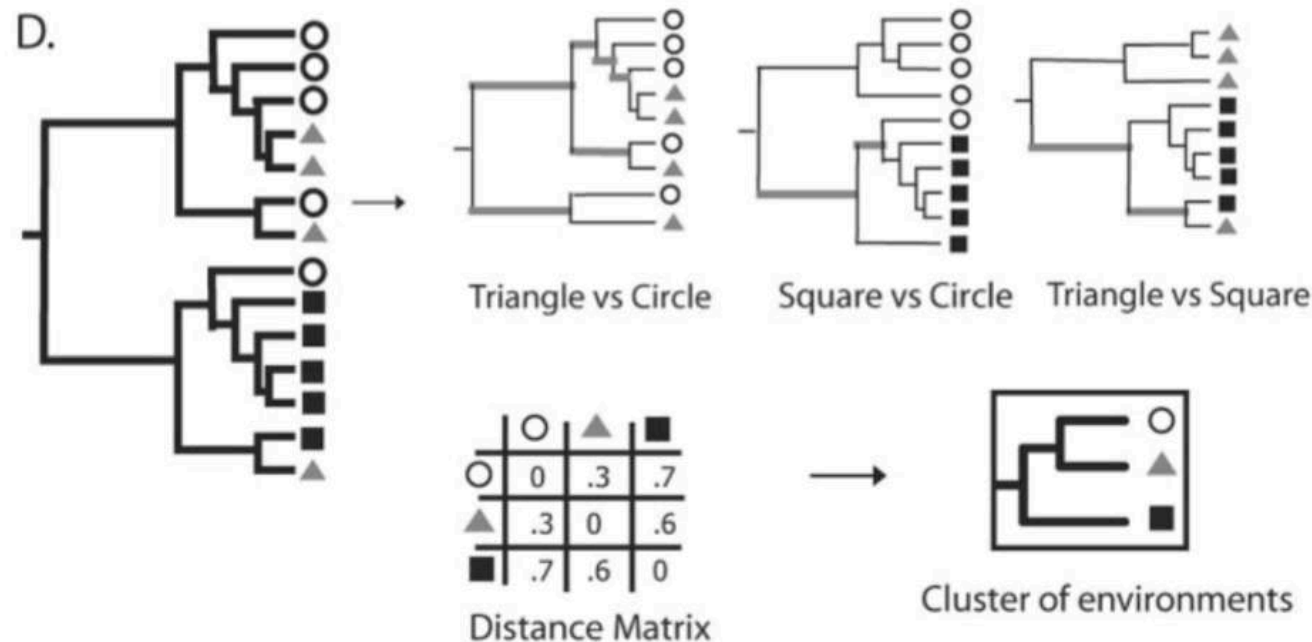 D.
Triangle vs Circle
Square vs Circle
Triangle vs Square
0 .3 .7
.3 0 .6
.7 .6 0
Distance Matrix
Cluster of environments